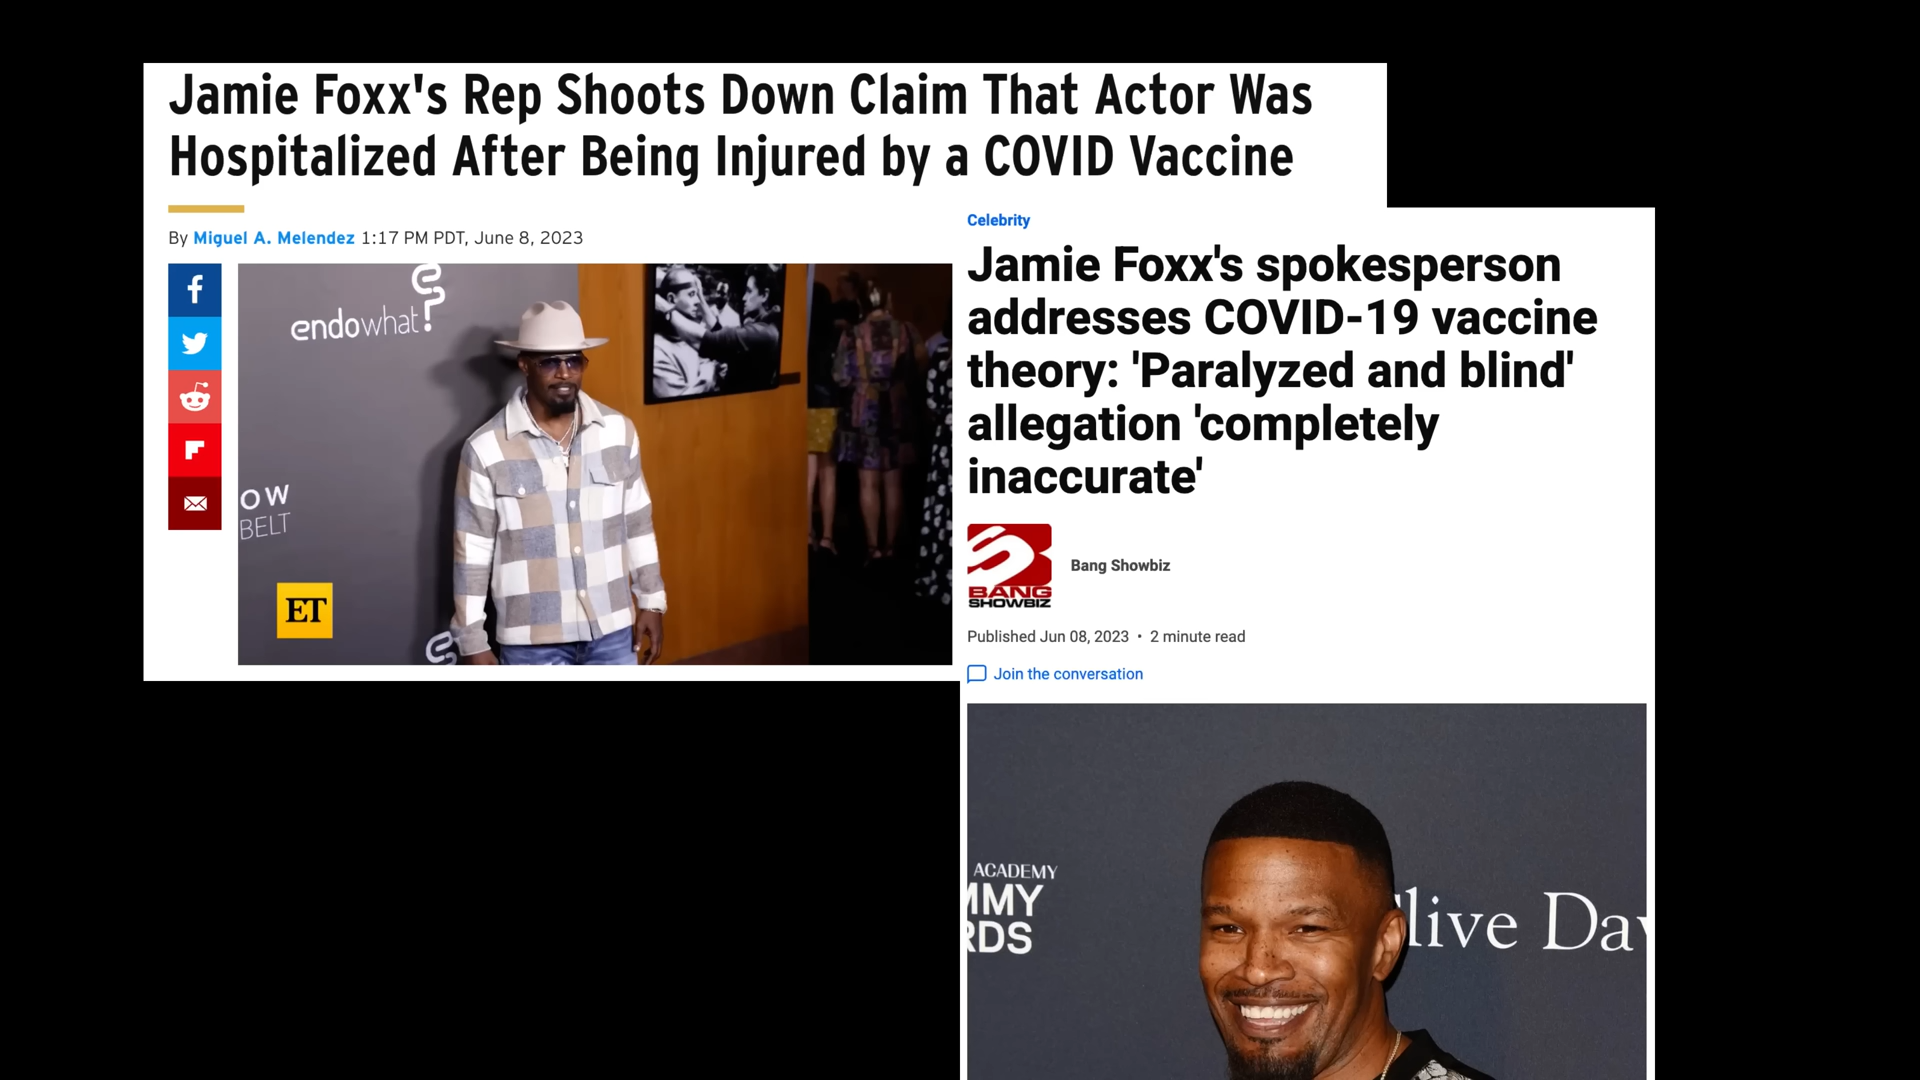 Jamie Foxx's Rep Shoots Down Claim That Actor Was
Hospitalized After Being Injured by a COVID Vaccine
By Miguel A. Melendez 1:17 PM PDT, June 8, 2023
endowhat?
OW
BELT
ET
Celebrity
Jamie Foxx's spokesperson
addresses COVID-19 vaccine
theory: 'Paralyzed and blind'
allegation 'completely
inaccurate'
BANG
SHOWBIZ
Bang Showbiz
Published Jun 08, 2023 • 2 minute read
Join the conversation
ACADEMY
MMY
RDS
live Dav